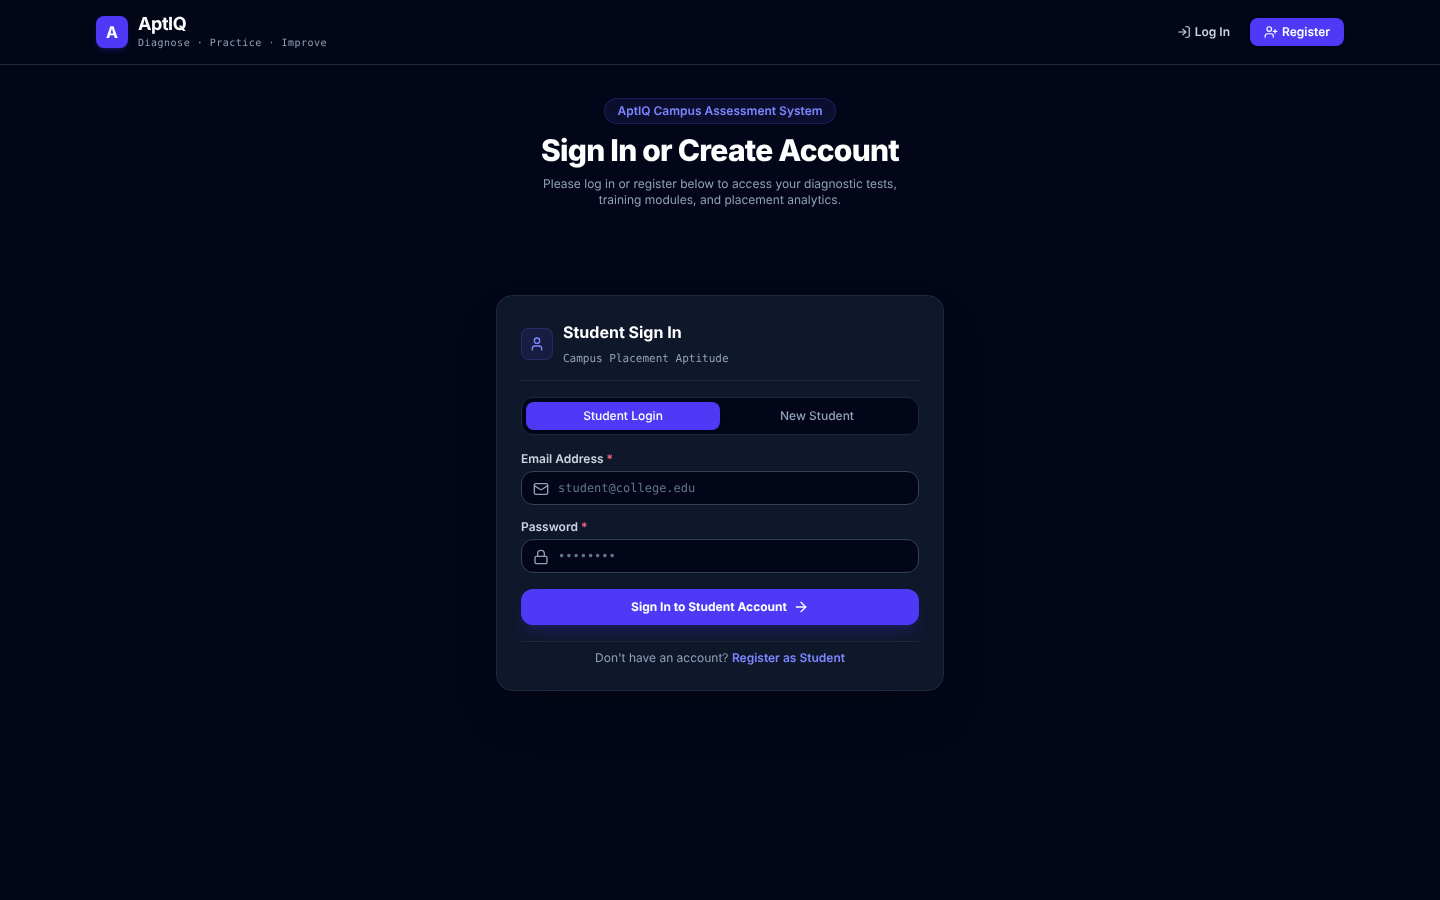 A
AptIQ
Diagnose · Practice · Improve
Log In
Register
AptIQ Campus Assessment System
Sign In or Create Account
Please log in or register below to access your diagnostic tests,
training modules, and placement analytics.
Student Sign In
Campus Placement Aptitude
Student Login
New Student
Email Address *
student@college.edu
Password *
••••••••
Sign In to Student Account →
Don't have an account? Register as Student